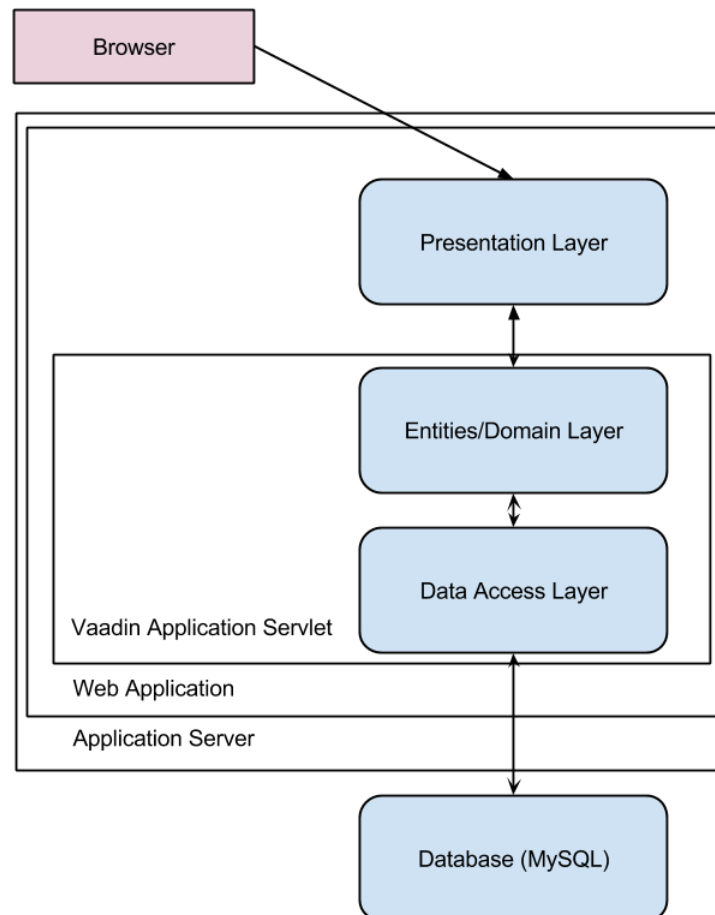 Browser
Presentation Layer
Entities/Domain Layer
Data Access Layer
Vaadin Application Servlet
Web Application
Application Server
Database (MySQL)